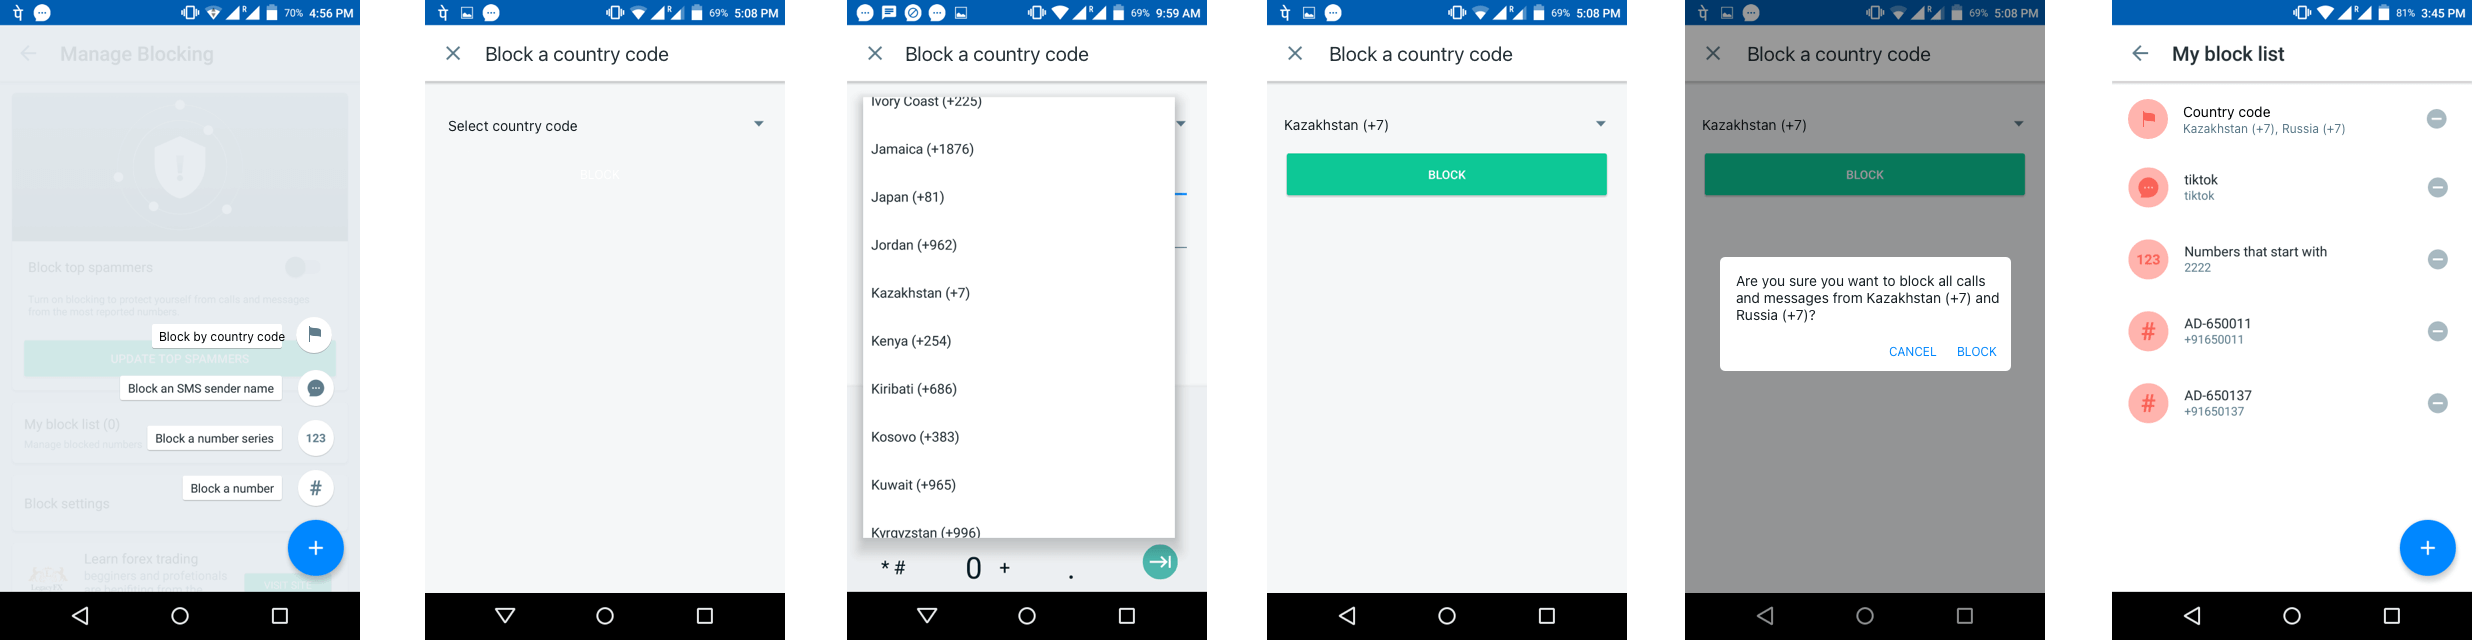 पे 70% 4:56 PM
Manage Blocking
Block top spammers
Turn on blocking to protect yourself from calls and messages
from the most reported numbers.
Block by country code
UPDATE TOP SPAMMERS
Block an SMS sender name
My block list (0)
Manage blocked numbers
Block a number series 123
Block a number #
Block settings
Learn forex trading
begginers and profetionals
+
पे R 69% 5:08 PM
Block a country code
Select country code
BLOCK
R 69% 9:59 AM
Block a country code
Ivory Coast (+225)
Jamaica (+1876)
Japan (+81)
Jordan (+962)
Kazakhstan (+7)
Kenya (+254)
Kiribati (+686)
Kosovo (+383)
Kuwait (+965)
Kyrgyzstan (+996)
* # 0 + .
पे R 69% 5:08 PM
Block a country code
Kazakhstan (+7)
BLOCK
पे R 69% 5:08 PM
Block a country code
Kazakhstan (+7)
BLOCK
Are you sure you want to block all calls
and messages from Kazakhstan (+7) and
Russia (+7)?
CANCEL BLOCK
R 81% 3:45 PM
My block list
Country code
Kazakhstan (+7), Russia (+7)
tiktok
tiktok
123 Numbers that start with
2222
# AD-650011
+91650011
# AD-650137
+91650137
+